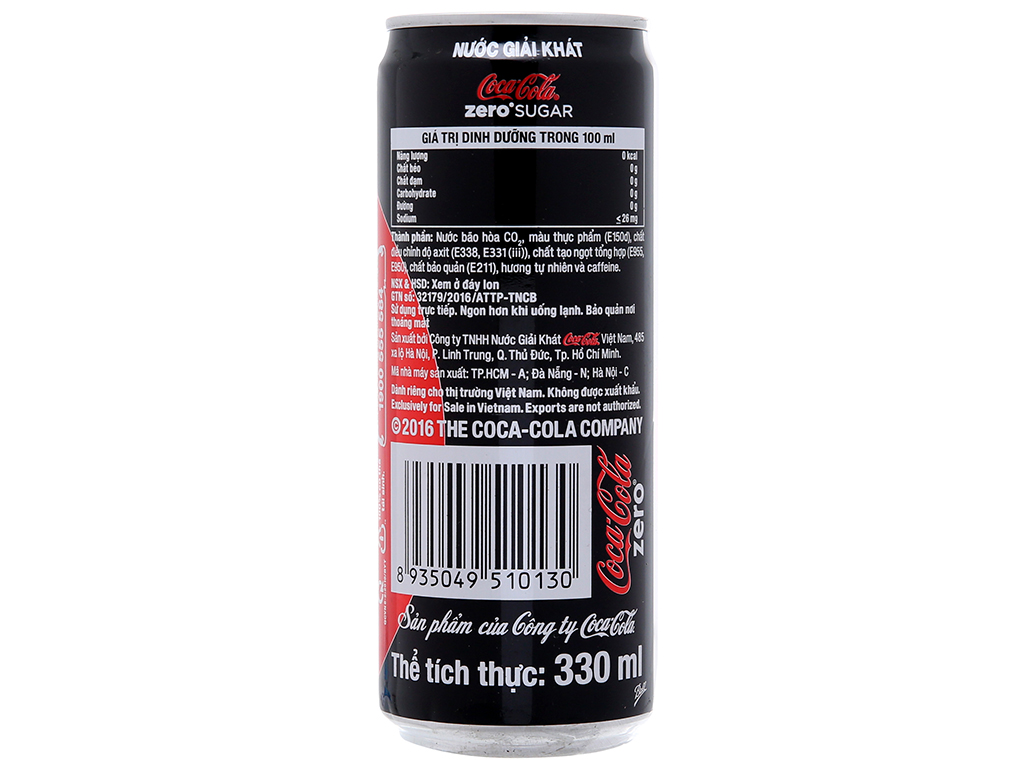 NƯỚC GIẢI KHÁT
Coca-Cola
zero° SUGAR
GIÁ TRỊ DINH DƯỠNG TRONG 100 ml
Năng lượng 0 kcal
Chất béo 0 g
Chất đạm 0 g
Carbohydrate 0 g
Đường 0 g
Sodium ≤ 26 mg
Thành phần: Nước bão hòa CO₂, màu thực phẩm (E150d), chất
điều chỉnh độ axit (E338, E331(iii)), chất tạo ngọt tổng hợp (E955,
E950), chất bảo quản (E211), hương tự nhiên và caffeine.
NSX & HSD: Xem ở đáy lon
GTN số: 32179/2016/ATTP-TNCB
Sử dụng trực tiếp. Ngon hơn khi uống lạnh. Bảo quản nơi
thoáng mát
Sản xuất bởi Công ty TNHH Nước Giải Khát Coca-Cola Việt Nam, 485
xa lộ Hà Nội, P. Linh Trung, Q. Thủ Đức, Tp. Hồ Chí Minh.
Mã nhà máy sản xuất: TP.HCM - A; Đà Nẵng - N; Hà Nội - C
Dành riêng cho thị trường Việt Nam. Không được xuất khẩu.
Exclusively for Sale in Vietnam. Exports are not authorized.
©2016 THE COCA-COLA COMPANY
1900 555 584
8 935049 510130
Coca-Cola
zero°
Sản phẩm của Công ty Coca-Cola
Thể tích thực: 330 ml